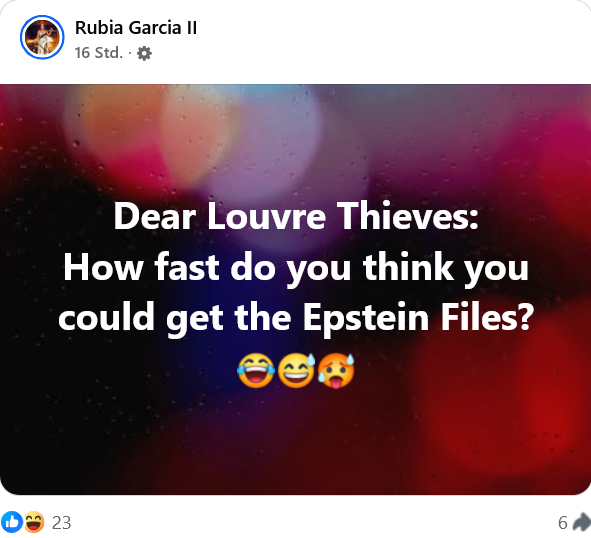 Rubia Garcia II
16 Std. ·
Dear Louvre Thieves:
How fast do you think you
could get the Epstein Files?
😂😅🥵
23
6